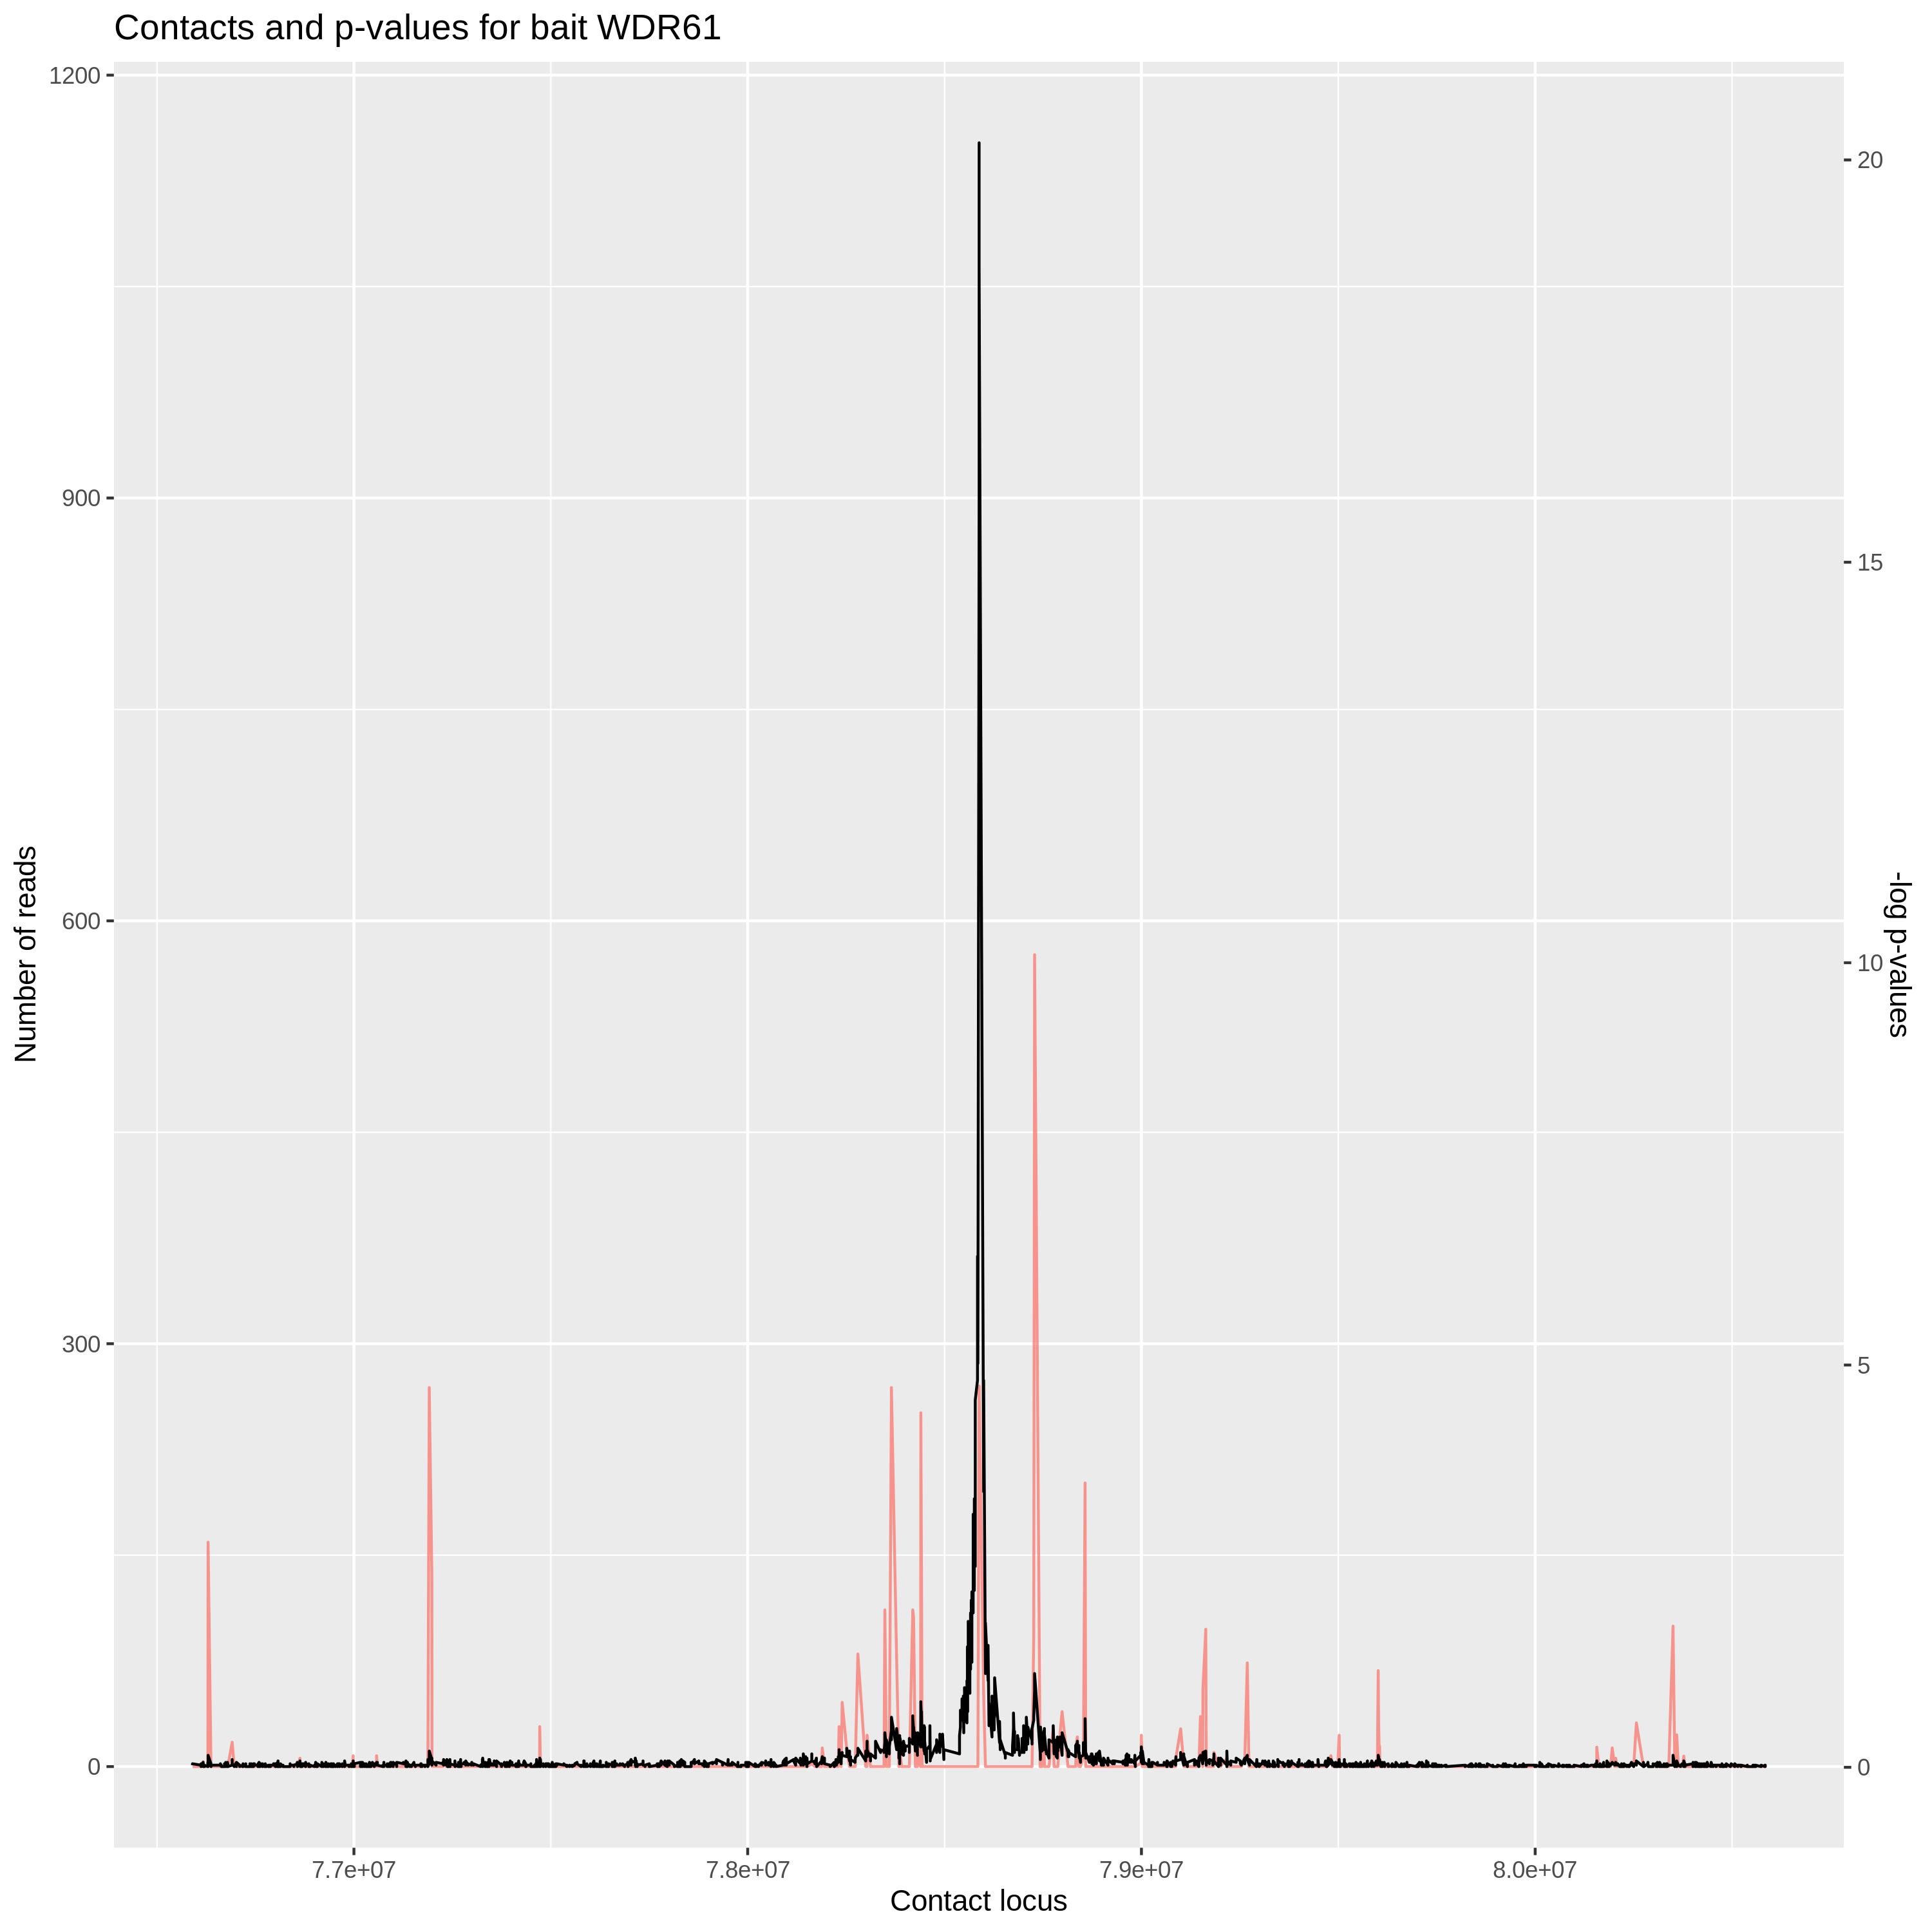 Contacts and p-values for bait WDR61
1200
900
600
300
0
Number of reads
20
15
10
5
0
-log p-values
7.7e+07 7.8e+07 7.9e+07 8.0e+07
Contact locus